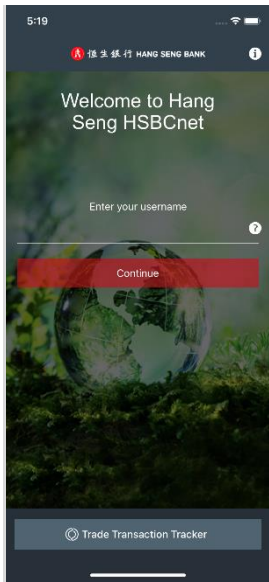 5:19
恒生銀行 HANG SENG BANK
Welcome to Hang
Seng HSBCnet
Enter your username
Continue
Trade Transaction Tracker